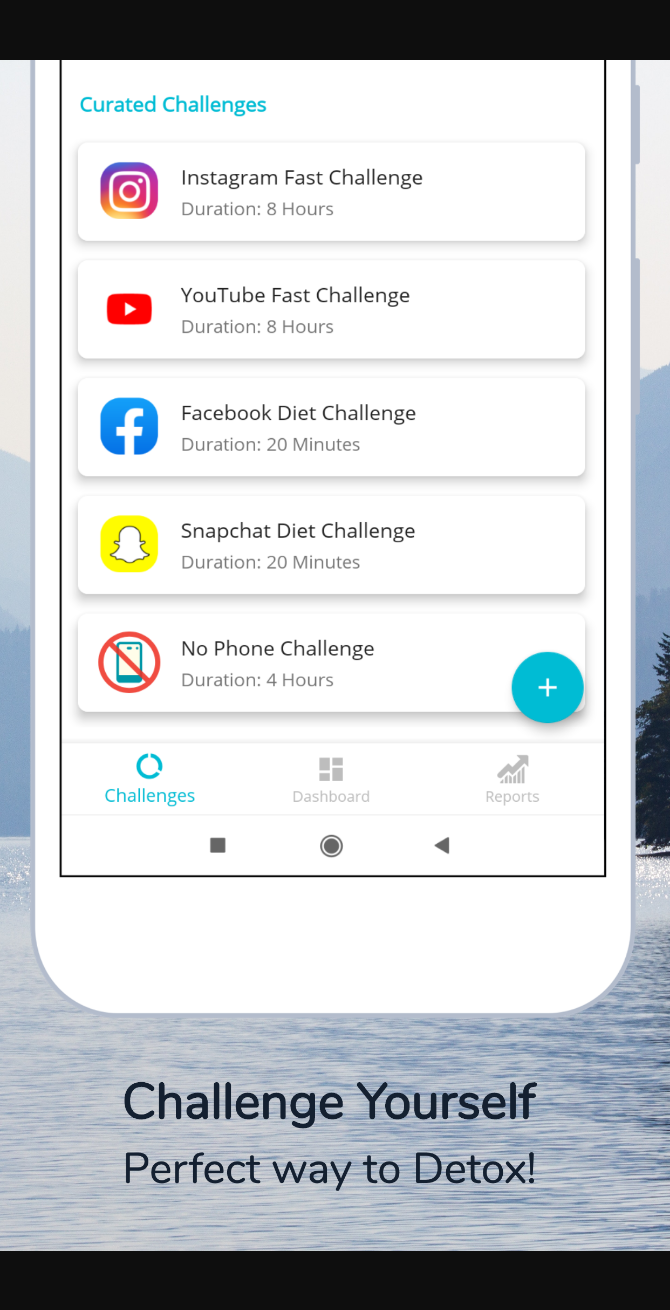 Curated Challenges
Instagram Fast Challenge
Duration: 8 Hours
YouTube Fast Challenge
Duration: 8 Hours
Facebook Diet Challenge
Duration: 20 Minutes
Snapchat Diet Challenge
Duration: 20 Minutes
No Phone Challenge
Duration: 4 Hours
+
Challenges
Dashboard
Reports
Challenge Yourself
Perfect way to Detox!